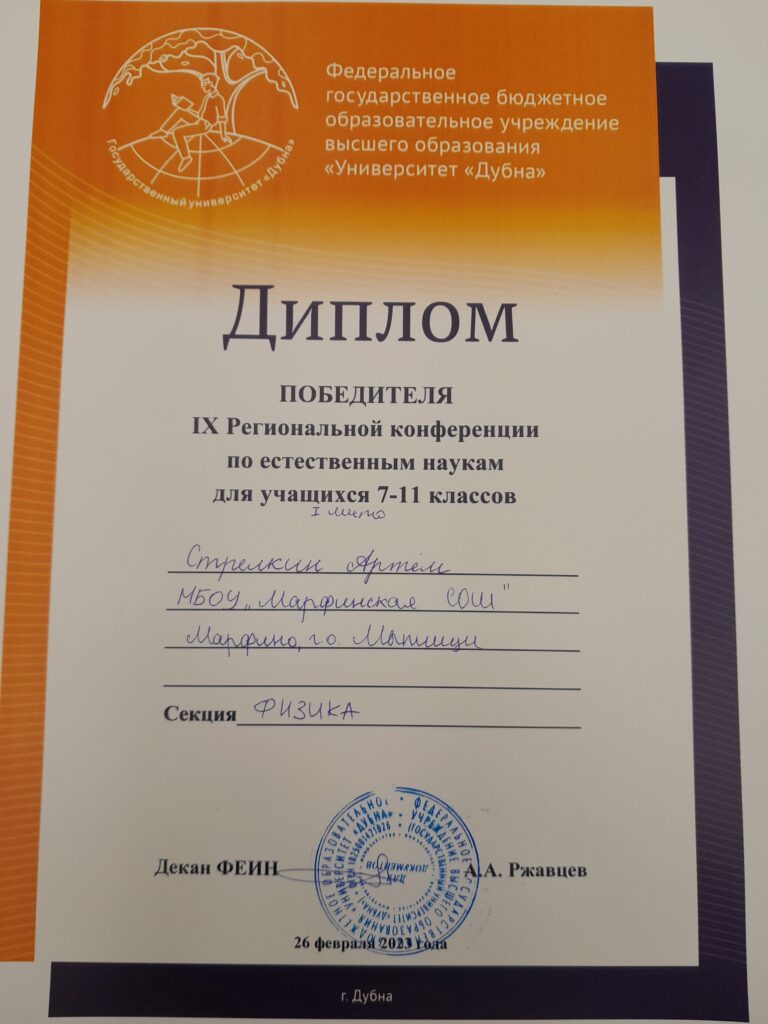 Федеральное
государственное бюджетное
образовательное учреждение
высшего образования
«Университет «Дубна»
Государственный университет «Дубна»
Диплом
ПОБЕДИТЕЛЯ
IX Региональной конференции
по естественным наукам
для учащихся 7-11 классов
I место
Стрелкин Артём
МБОУ „Марфинская СОШ"
Марфино, г.о. Мытищи
Секция ФИЗИКА
Декан ФЕИН А.А. Ржавцев
ДЛЯ
ДОКУМЕНТОВ
26 февраля 2023 года
г. Дубна